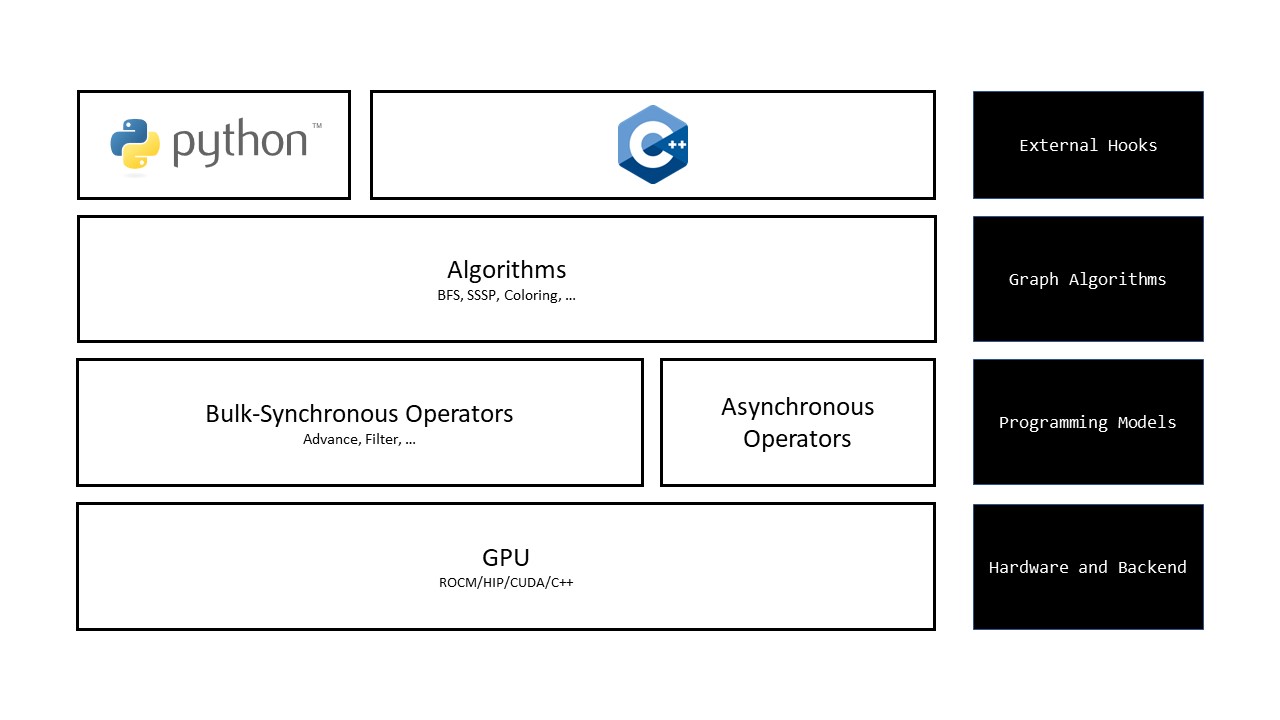 python™
C++
External Hooks
Algorithms
BFS, SSSP, Coloring, ...
Graph Algorithms
Bulk-Synchronous Operators
Advance, Filter, ...
Asynchronous
Operators
Programming Models
GPU
ROCM/HIP/CUDA/C++
Hardware and Backend